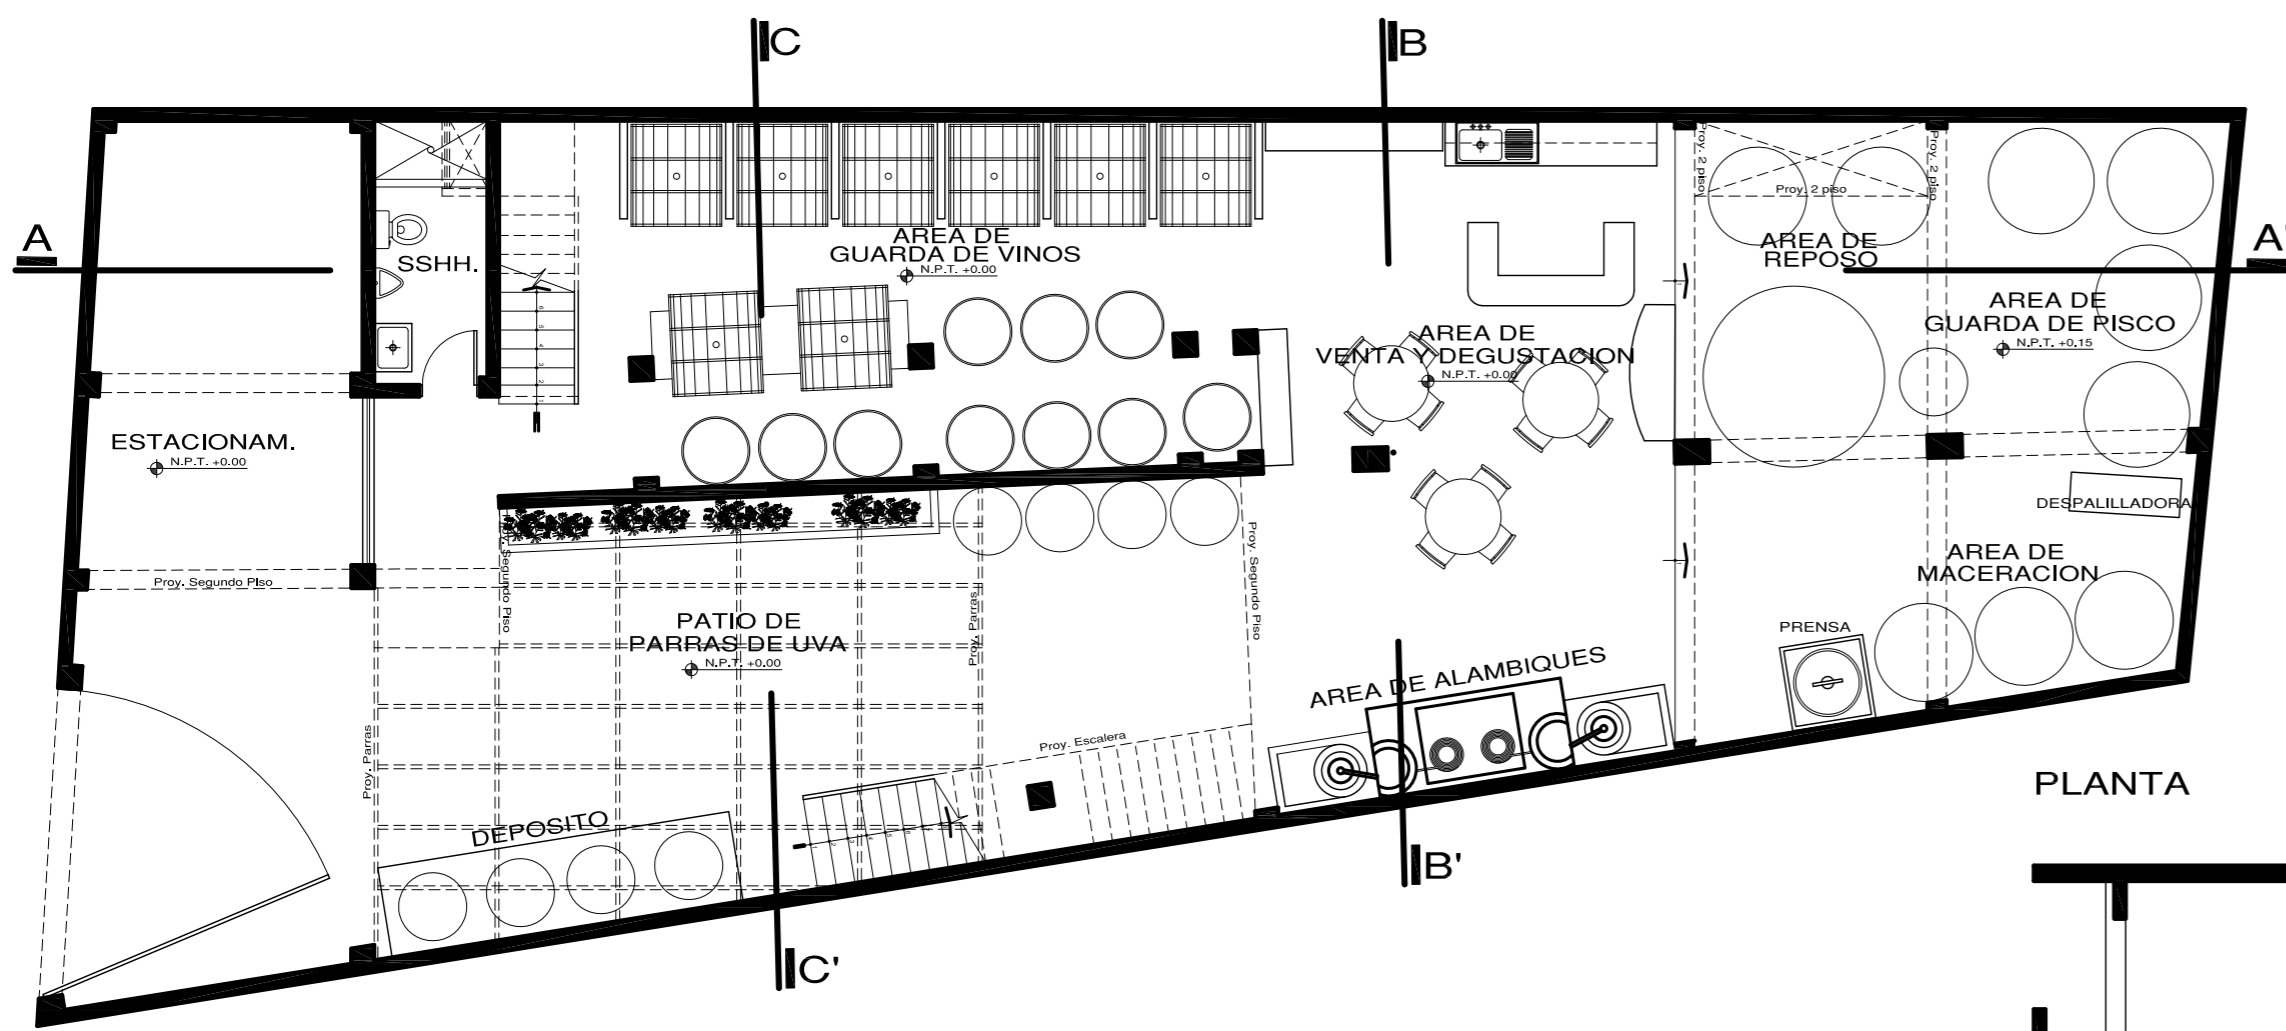 C
B
A
A'
AREA DE
GUARDA DE VINOS
N.P.T. +0.00
SSHH.
Proy. 2 piso
Proy. 2 piso
Proy. 2 piso
AREA DE
REPOSO
AREA DE
GUARDA DE PISCO
N.P.T. +0.15
AREA DE
VENTA Y DEGUSTACION
N.P.T. +0.00
ESTACIONAM.
N.P.T. +0.00
DESPALILLADORA
AREA DE
MACERACION
Proy. Segundo Piso
Proy. Segundo Piso
Proy. Segundo Piso
Proy. Parras
PATIO DE
PARRAS DE UVA
N.P.T. +0.00
PRENSA
AREA DE ALAMBIQUES
Proy. Escalera
Proy. Parras
DEPOSITO
PLANTA
B'
C'